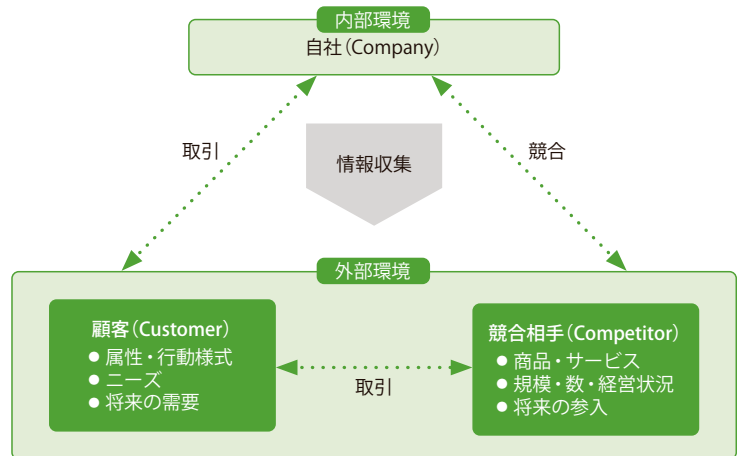 内部環境
自社（Company）
取引
競合
情報収集
外部環境
顧客（Customer）
● 属性・行動様式
● ニーズ
● 将来の需要
取引
競合相手（Competitor）
● 商品・サービス
● 規模・数・経営状況
● 将来の参入